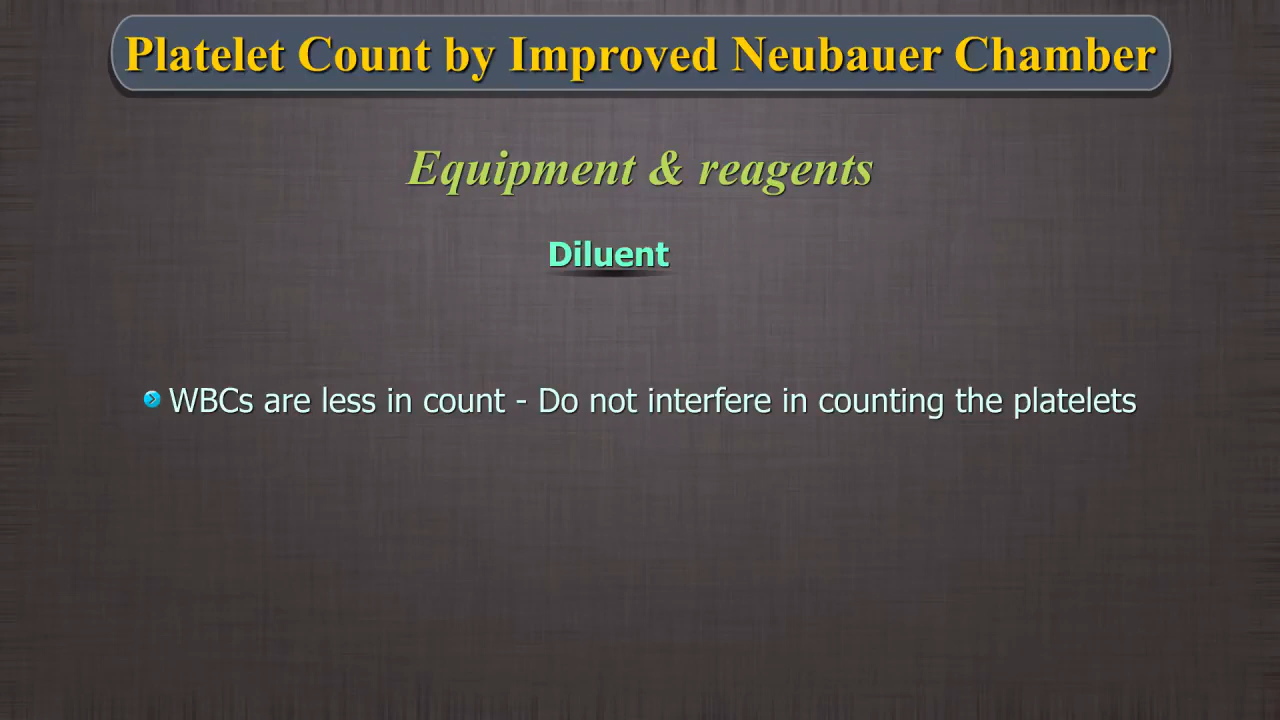 Platelet Count by Improved Neubauer Chamber
Equipment & reagents
Diluent
WBCs are less in count - Do not interfere in counting the platelets